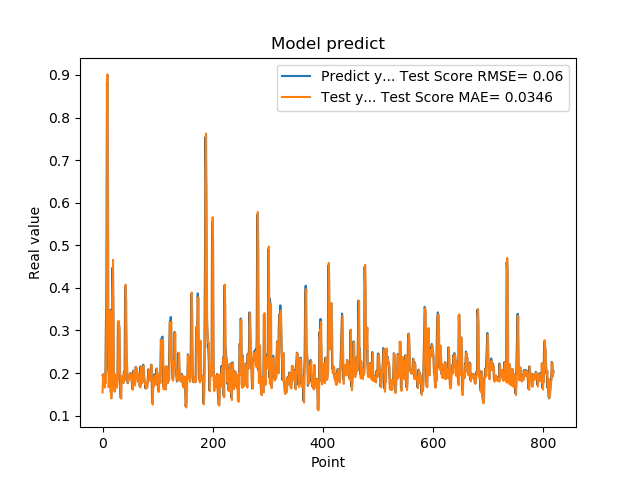 Model predict
Predict y... Test Score RMSE= 0.06
Test y... Test Score MAE= 0.0346
0.9
0.8
0.7
0.6
0.5
0.4
0.3
0.2
0.1
Real value
0 200 400 600 800
Point